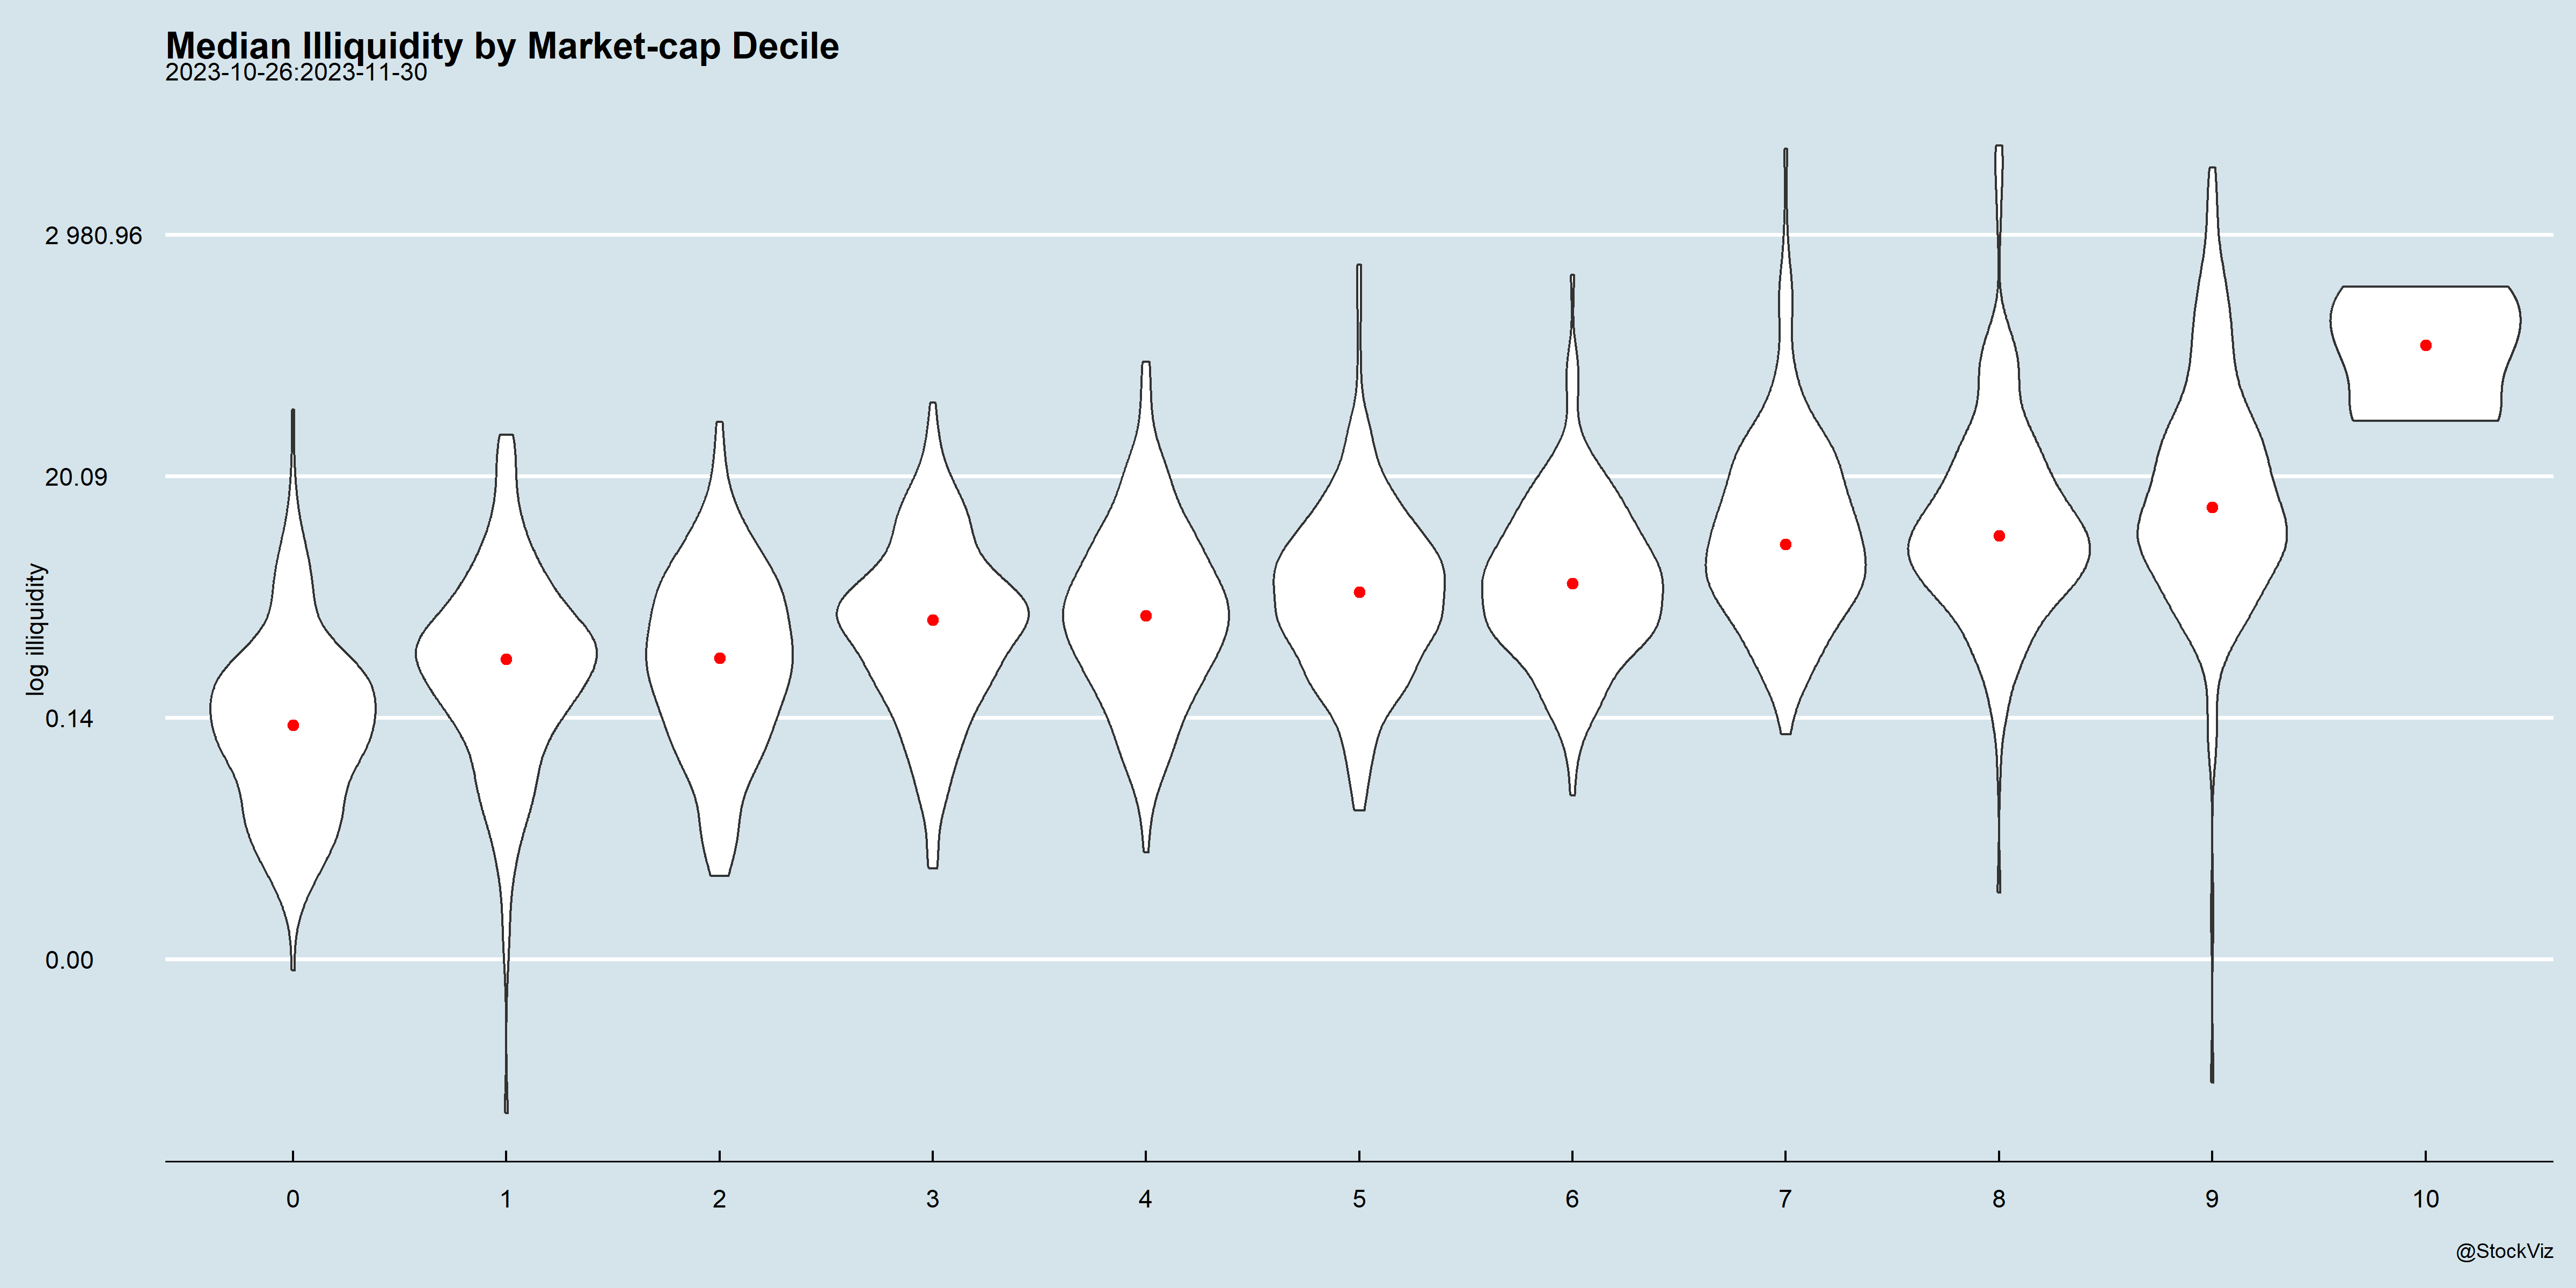 Median Illiquidity by Market-cap Decile
2023-10-26:2023-11-30
2 980.96
20.09
0.14
0.00
log illiquidity
0 1 2 3 4 5 6 7 8 9 10
@StockViz